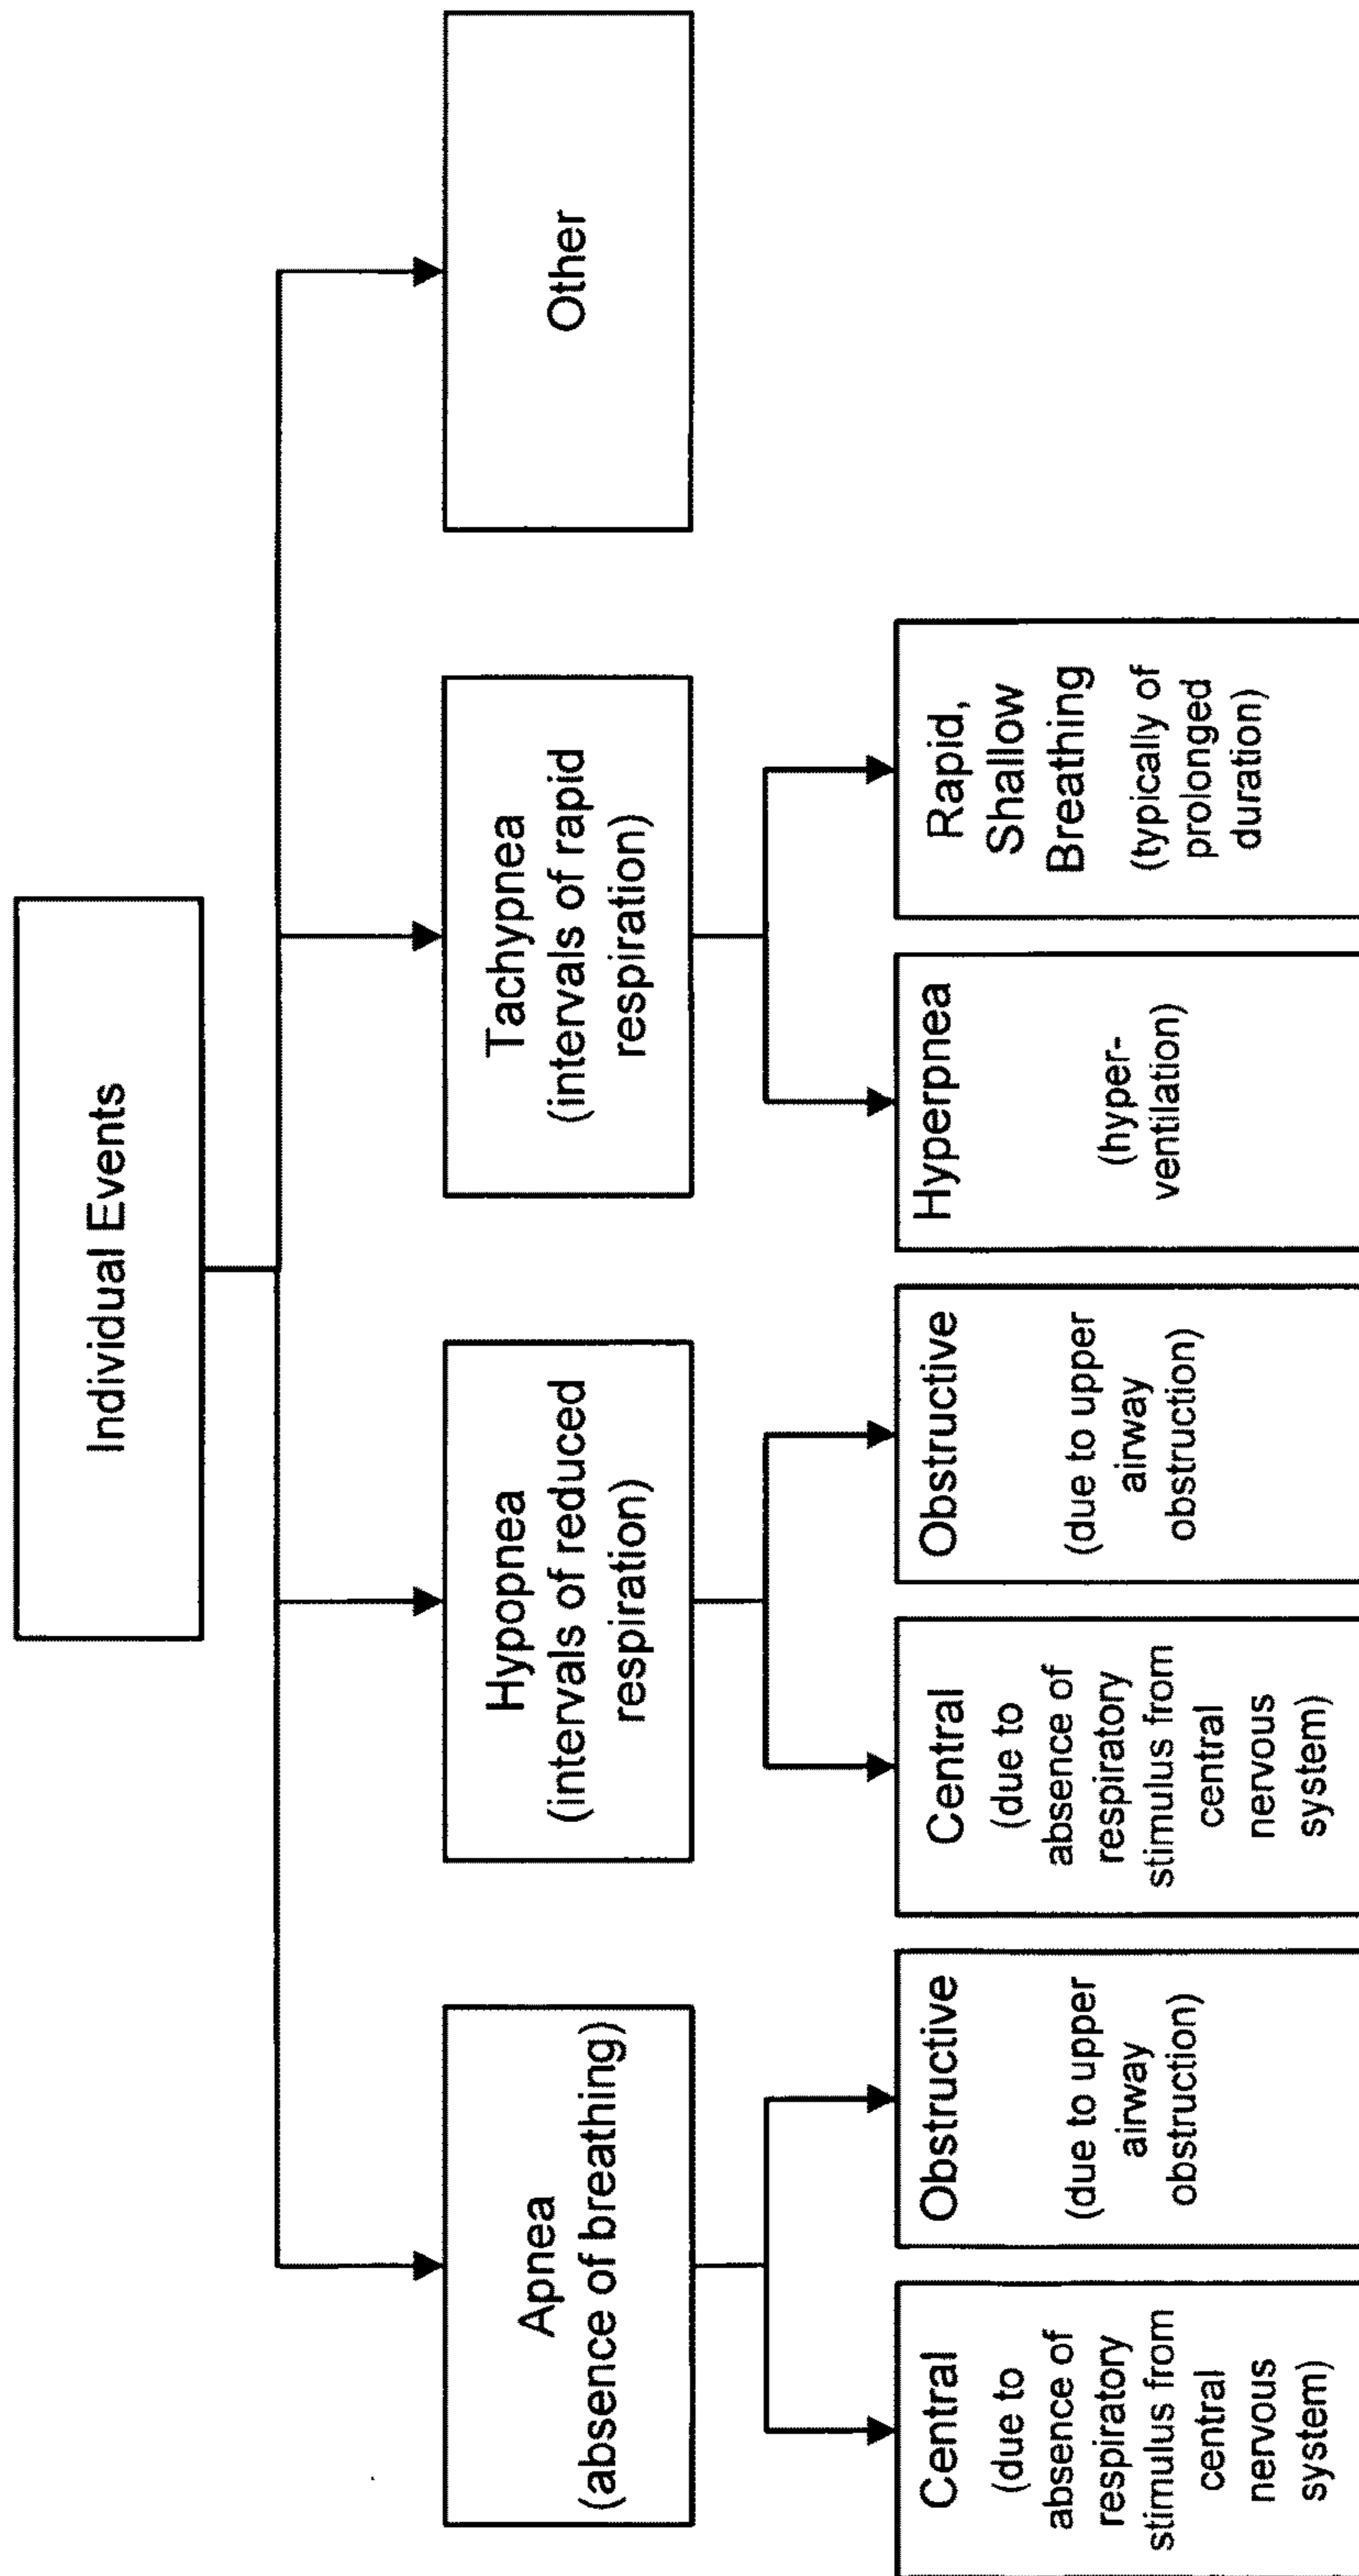 Individual Events
Apnea
(absence of breathing)
Hypopnea
(intervals of reduced
respiration)
Tachypnea
(intervals of rapid
respiration)
Other
Central
(due to
absence of
respiratory
stimulus from
central
nervous
system)
Obstructive
(due to upper
airway
obstruction)
Central
(due to
absence of
respiratory
stimulus from
central
nervous
system)
Obstructive
(due to upper
airway
obstruction)
Hyperpnea
(hyper-
ventilation)
Rapid,
Shallow
Breathing
(typically of
prolonged
duration)